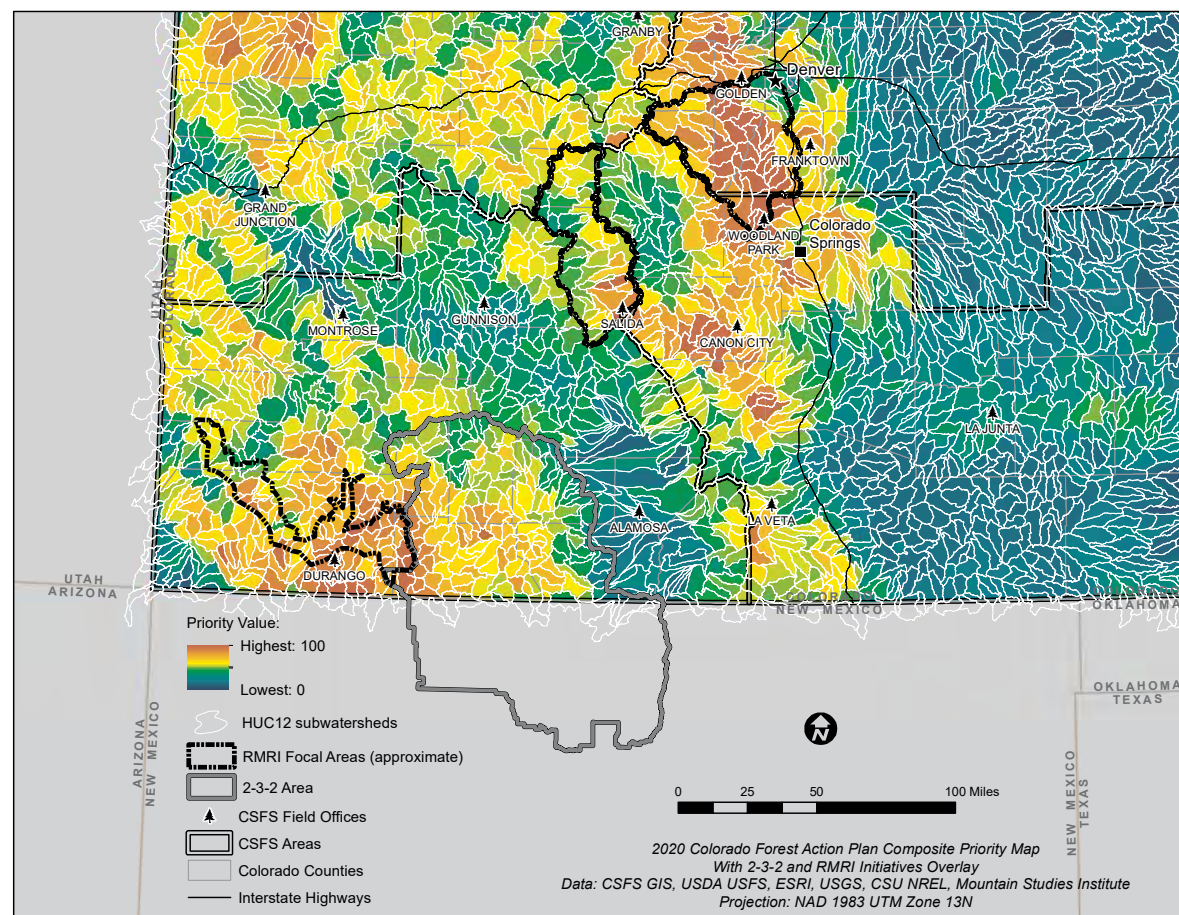 GRANBY
Denver
GOLDEN
FRANKTOWN
GRAND
JUNCTION
WOODLAND
PARK
Colorado
Springs
UTAH
COLORADO
MONTROSE
GUNNISON
SALIDA
CANON CITY
LA JUNTA
ALAMOSA
LA VETA
DURANGO
UTAH
ARIZONA
COLORADO
NEW MEXICO
OKLAHOMA
Priority Value:
Highest: 100
Lowest: 0
HUC12 subwatersheds
RMRI Focal Areas (approximate)
2-3-2 Area
CSFS Field Offices
CSFS Areas
Colorado Counties
Interstate Highways
ARIZONA
NEW MEXICO
OKLAHOMA
TEXAS
NEW MEXICO
TEXAS
N
0 25 50 100 Miles
2020 Colorado Forest Action Plan Composite Priority Map
With 2-3-2 and RMRI Initiatives Overlay
Data: CSFS GIS, USDA USFS, ESRI, USGS, CSU NREL, Mountain Studies Institute
Projection: NAD 1983 UTM Zone 13N